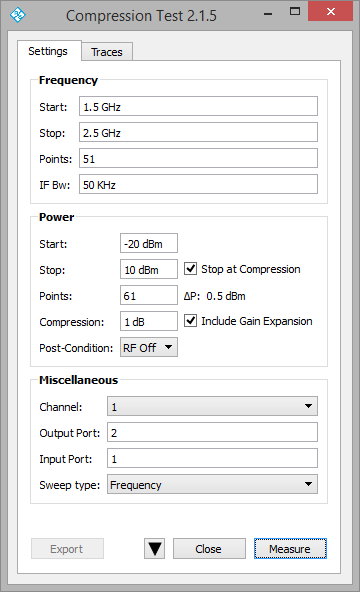 Compression Test 2.1.5
Settings Traces
Frequency
Start: 1.5 GHz
Stop: 2.5 GHz
Points: 51
IF Bw: 50 KHz
Power
Start: -20 dBm
Stop: 10 dBm Stop at Compression
Points: 61 ΔP: 0.5 dBm
Compression: 1 dB Include Gain Expansion
Post-Condition: RF Off
Miscellaneous
Channel: 1
Output Port: 2
Input Port: 1
Sweep type: Frequency
Export Close Measure